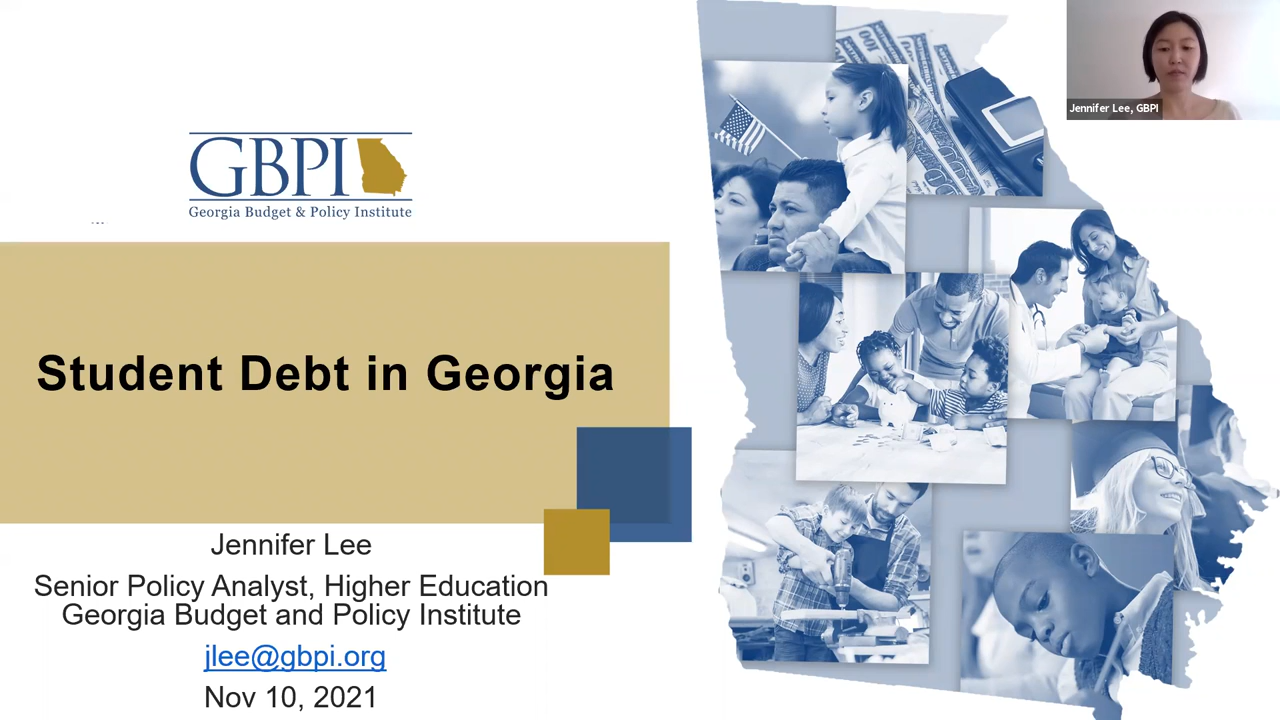 GBPI
Georgia Budget & Policy Institute
Student Debt in Georgia
Jennifer Lee
Senior Policy Analyst, Higher Education
Georgia Budget and Policy Institute
jlee@gbpi.org
Nov 10, 2021
Jennifer Lee, GBPI
100